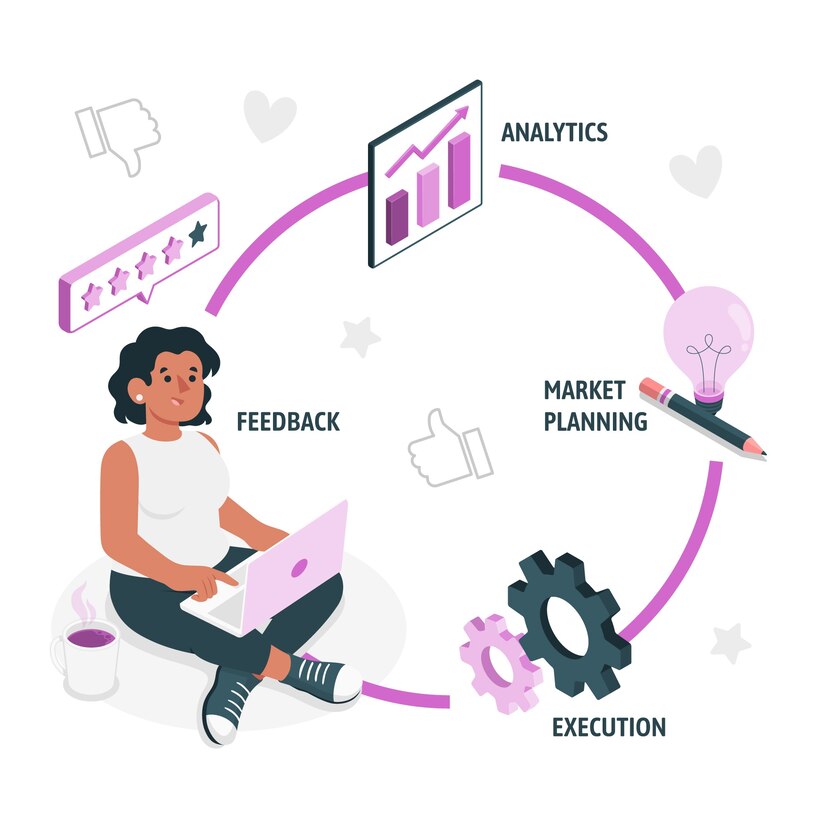 ANALYTICS
MARKET
PLANNING
FEEDBACK
EXECUTION